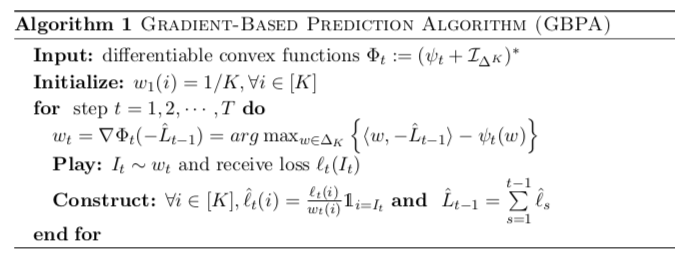 Algorithm 1 GRADIENT-BASED PREDICTION ALGORITHM (GBPA)
Input: differentiable convex functions Φ_t := (ψ_t + I_{Δ^K})^*
Initialize: w_1(i) = 1/K, ∀i ∈ [K]
for step t = 1, 2, ⋯ , T do
w_t = ∇Φ_t(−L̂_{t−1}) = arg max_{w∈Δ_K} {⟨w, −L̂_{t−1}⟩ − ψ_t(w)}
Play: I_t ∼ w_t and receive loss ℓ_t(I_t)
Construct: ∀i ∈ [K], ℓ̂_t(i) = ℓ_t(i)/w_t(i) 𝟙_{i=I_t} and L̂_{t−1} = ∑_{s=1}^{t−1} ℓ̂_s
end for